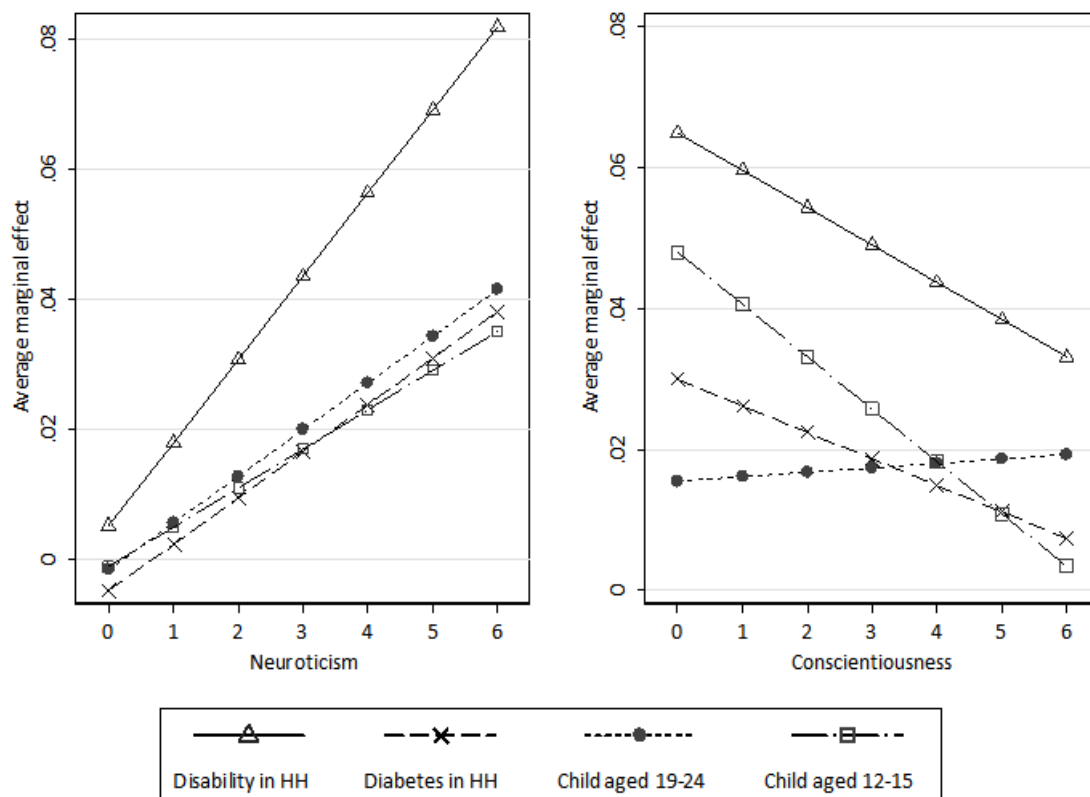 Average marginal effect
.08
.06
.04
.02
0
0 1 2 3 4 5 6
Neuroticism
Average marginal effect
.08
.06
.04
.02
0
0 1 2 3 4 5 6
Conscientiousness
Disability in HH Diabetes in HH Child aged 19-24 Child aged 12-15